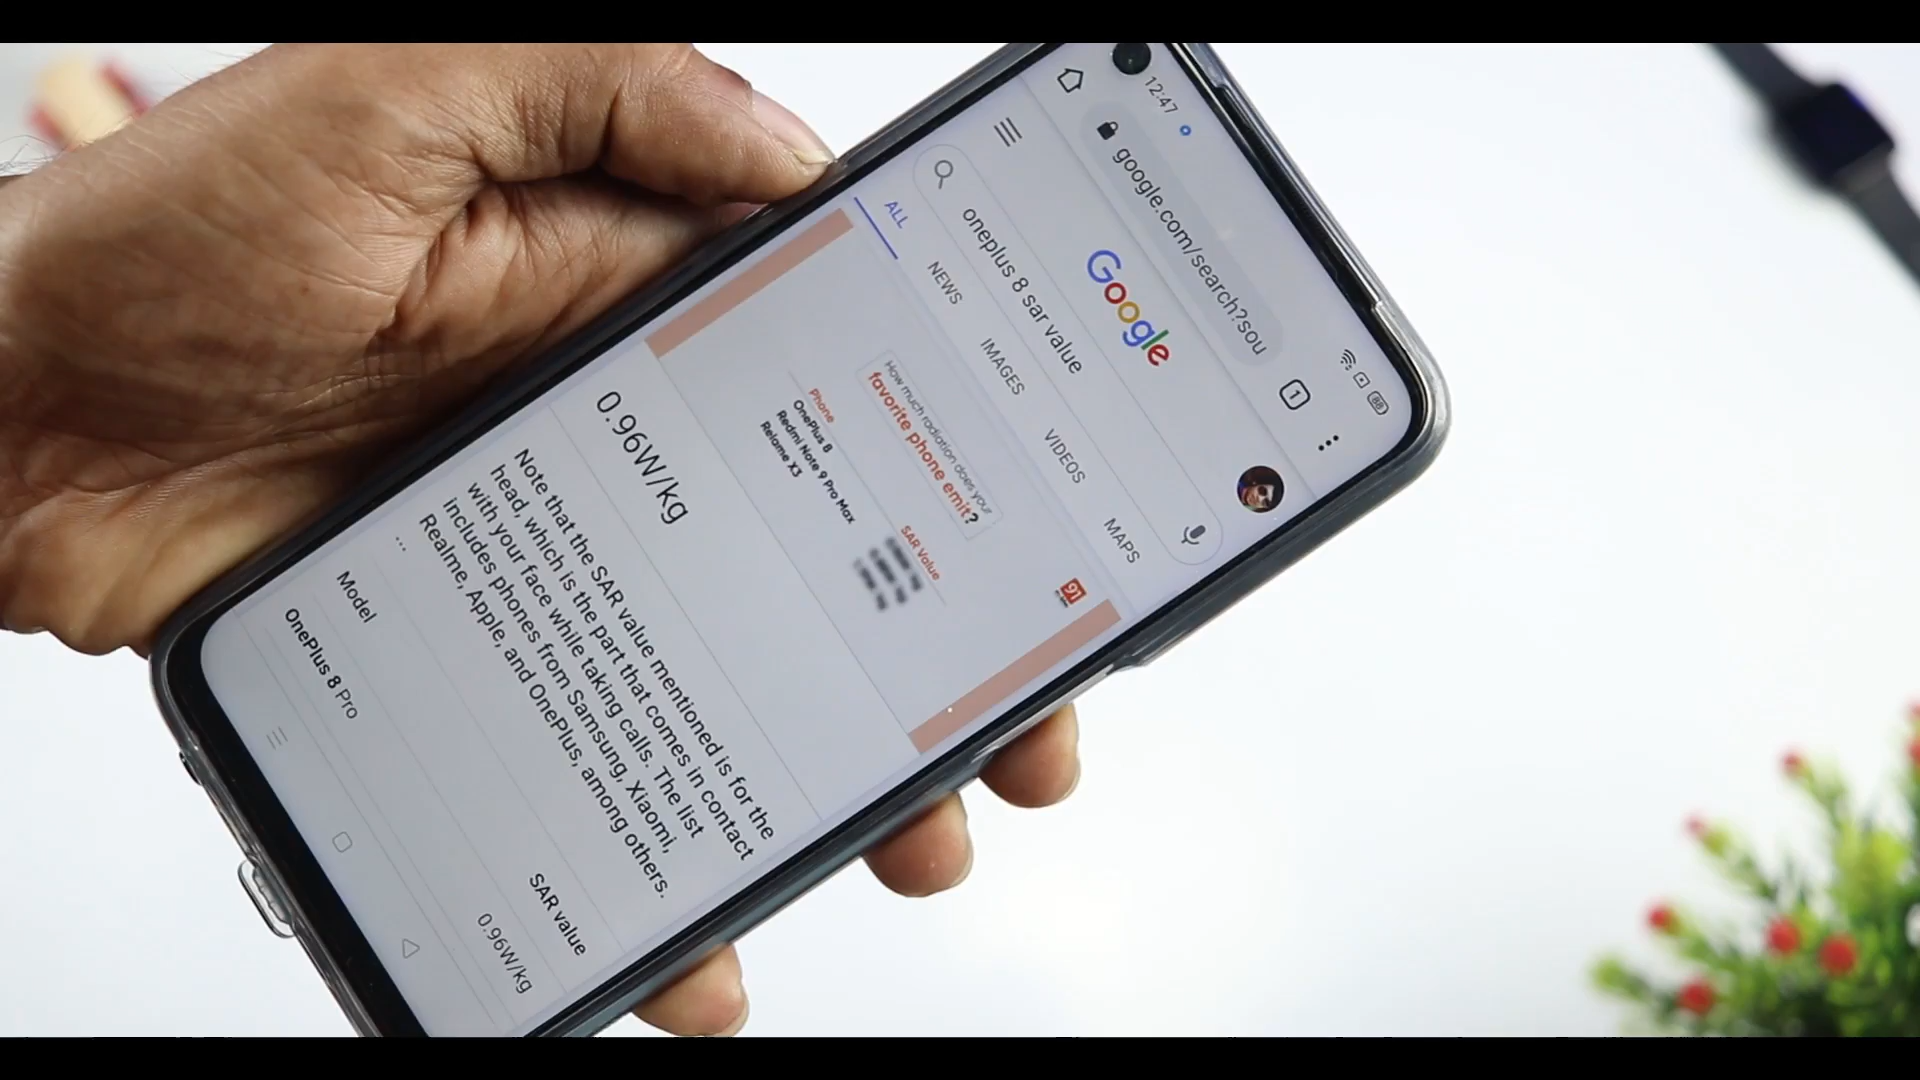 12:47
88
google.com/search?sou
1
Google
oneplus 8 sar value
ALL NEWS IMAGES VIDEOS MAPS
91
How much radiation does your
favorite phone emit?
Phone SAR Value
OnePlus 8
Redmi Note 9 Pro Max
Relame X3
0.96W/kg
Note that the SAR value mentioned is for the
head, which is the part that comes in contact
with your face while taking calls. The list
includes phones from Samsung, Xiaomi,
Realme, Apple, and OnePlus, among others.
...
Model SAR value
OnePlus 8 Pro 0.96W/kg